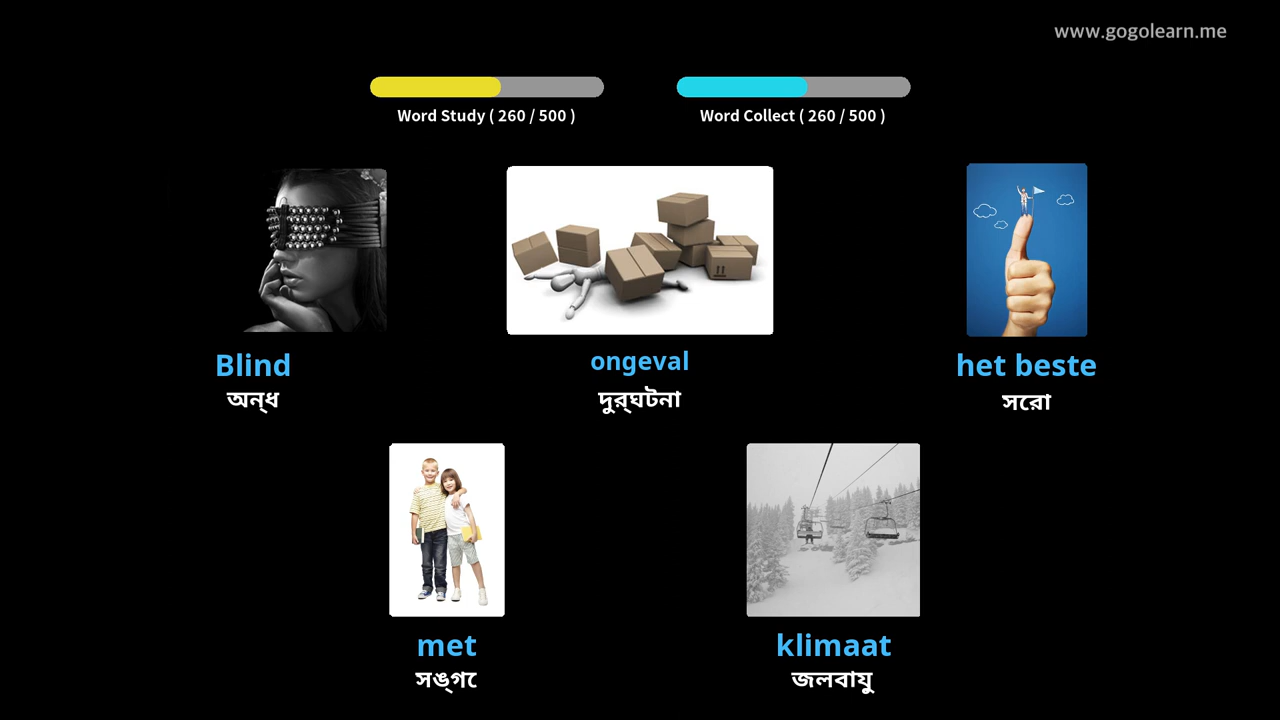 www.gogolearn.me
Word Study ( 260 / 500 )
Word Collect ( 260 / 500 )
Blind
অন্ধ
ongeval
দুর্ঘটনা
het beste
সেরা
met
সঙ্গে
klimaat
জলবায়ু